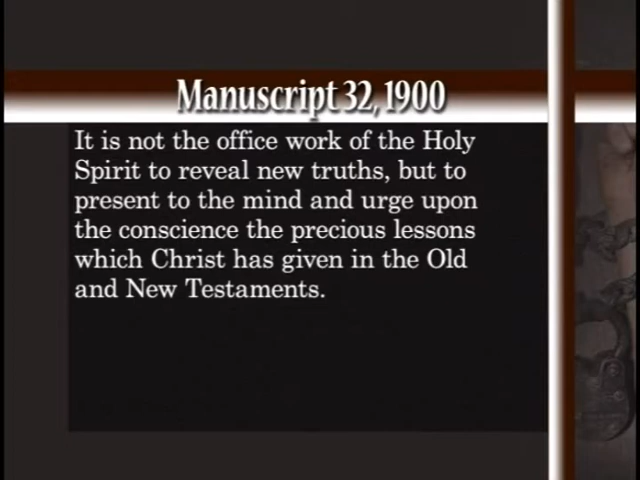 Manuscript 32, 1900
It is not the office work of the Holy
Spirit to reveal new truths, but to
present to the mind and urge upon
the conscience the precious lessons
which Christ has given in the Old
and New Testaments.